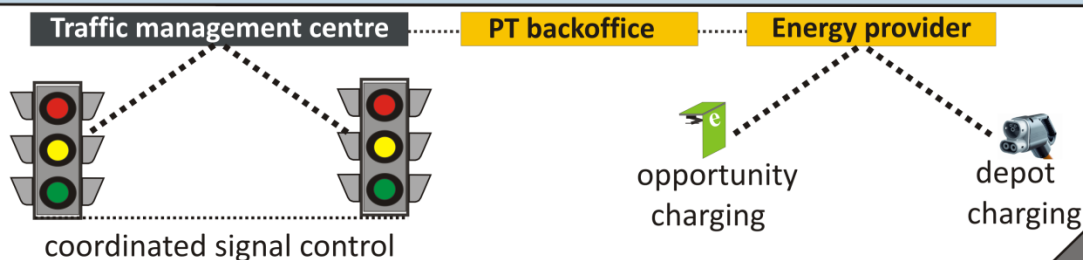 Traffic management centre
PT backoffice
Energy provider
e
opportunity
charging
depot
charging
coordinated signal control